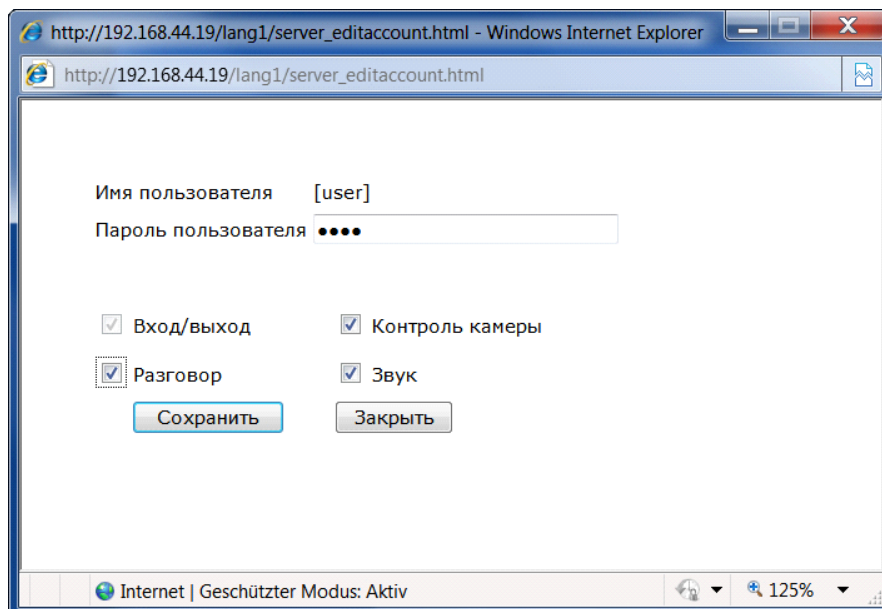 http://192.168.44.19/lang1/server_editaccount.html - Windows Internet Explorer
http://192.168.44.19/lang1/server_editaccount.html
Имя пользователя [user]
Пароль пользователя ••••
Вход/выход Контроль камеры
Разговор Звук
Сохранить Закрыть
Internet | Geschützter Modus: Aktiv 125%